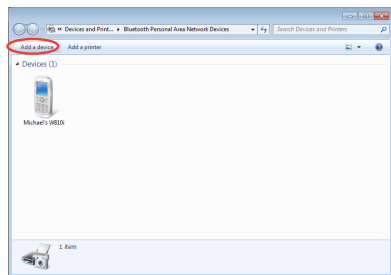 « Devices and Print... ▸ Bluetooth Personal Area Network Devices
Search Devices and Printers
Add a device Add a printer
Devices (1)
Michael's W810i
1 item